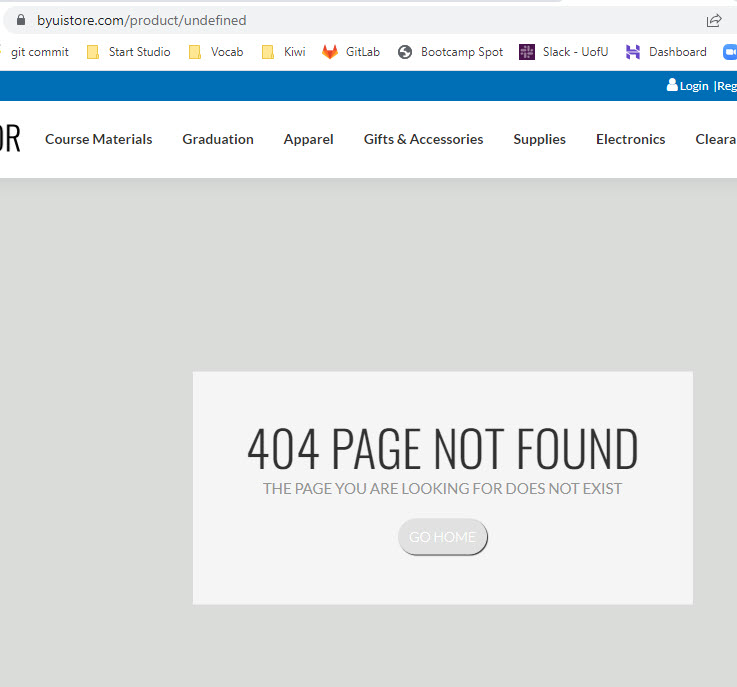 byuistore.com/product/undefined
git commit Start Studio Vocab Kiwi GitLab Bootcamp Spot Slack - UofU Dashboard
Login |Reg
OR Course Materials Graduation Apparel Gifts & Accessories Supplies Electronics Cleara
404 PAGE NOT FOUND
THE PAGE YOU ARE LOOKING FOR DOES NOT EXIST
GO HOME